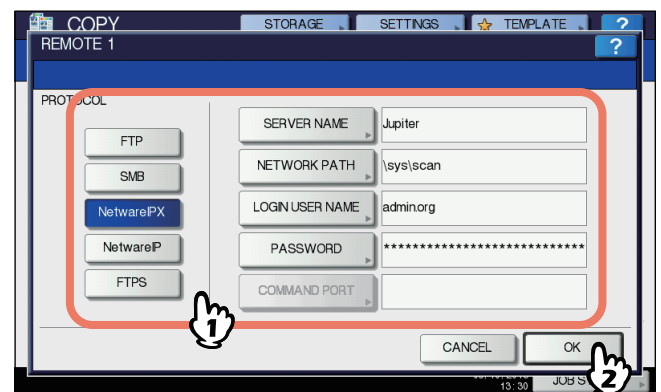 COPY STORAGE SETTINGS TEMPLATE ?
REMOTE 1 ?
PROTOCOL
FTP
SMB
NetwareIPX
NetwareIP
FTPS
SERVER NAME Jupiter
NETWORK PATH \sys\scan
LOGIN USER NAME admin.org
PASSWORD ****************************
COMMAND PORT
1
CANCEL OK
2
13:30 JOB S